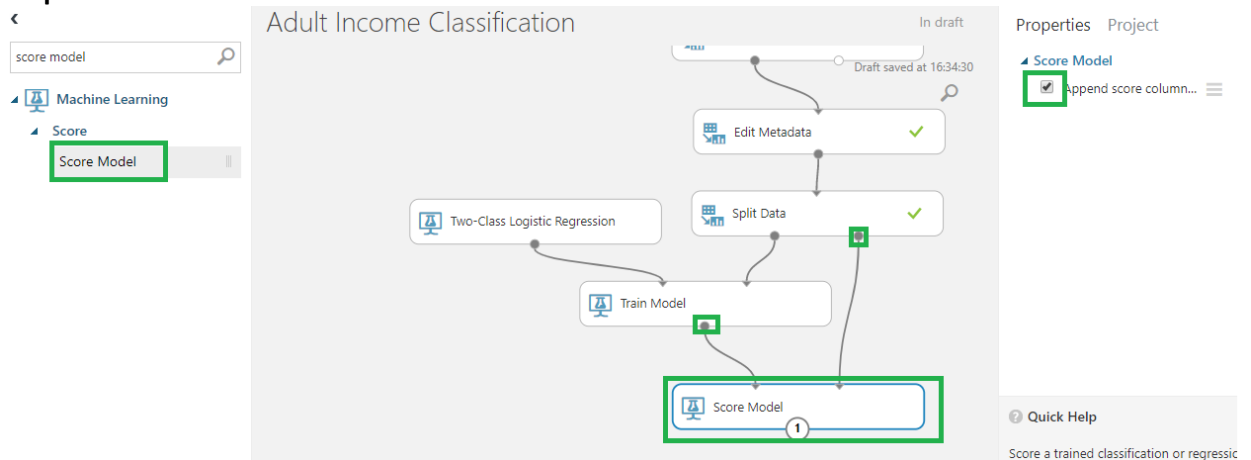 Adult Income Classification
In draft
Properties Project
score model
Draft saved at 16:34:30
Score Model
Append score column...
Machine Learning
Score
Score Model
Edit Metadata
Split Data
Two-Class Logistic Regression
Train Model
Score Model
1
Quick Help
Score a trained classification or regressio